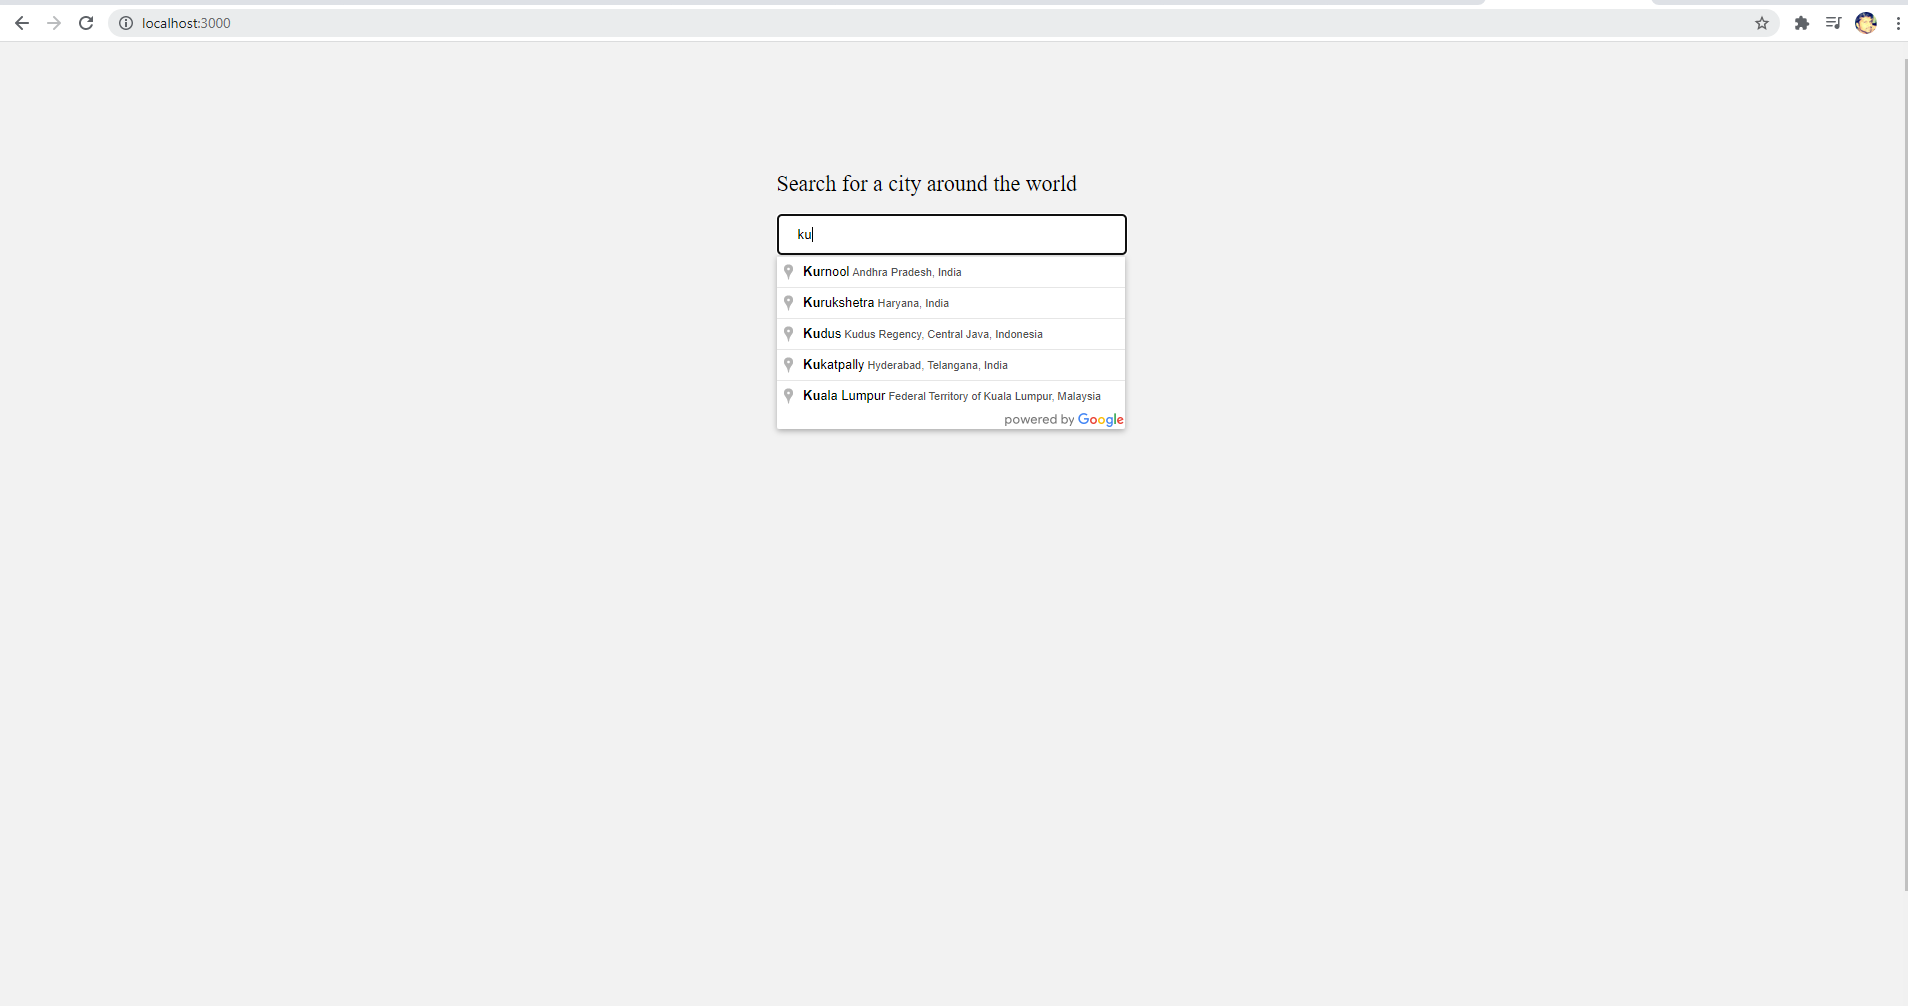 localhost:3000
Search for a city around the world
ku
Kurnool Andhra Pradesh, India
Kurukshetra Haryana, India
Kudus Kudus Regency, Central Java, Indonesia
Kukatpally Hyderabad, Telangana, India
Kuala Lumpur Federal Territory of Kuala Lumpur, Malaysia
powered by Google